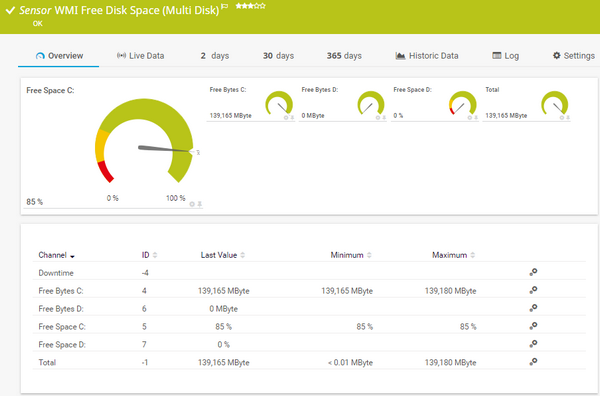 Sensor WMI Free Disk Space (Multi Disk)
OK
Overview Live Data 2 days 30 days 365 days Historic Data Log Settings
Free Space C:
85 %
0 % 100 %
Free Bytes C:
139,165 MByte
Free Bytes D:
0 MByte
Free Space D:
0 %
Total
139,165 MByte
Channel ID Last Value Minimum Maximum
Downtime -4
Free Bytes C: 4 139,165 MByte 139,165 MByte 139,180 MByte
Free Bytes D: 6 0 MByte
Free Space C: 5 85 % 85 % 85 %
Free Space D: 7 0 %
Total -1 139,165 MByte < 0.01 MByte 139,180 MByte